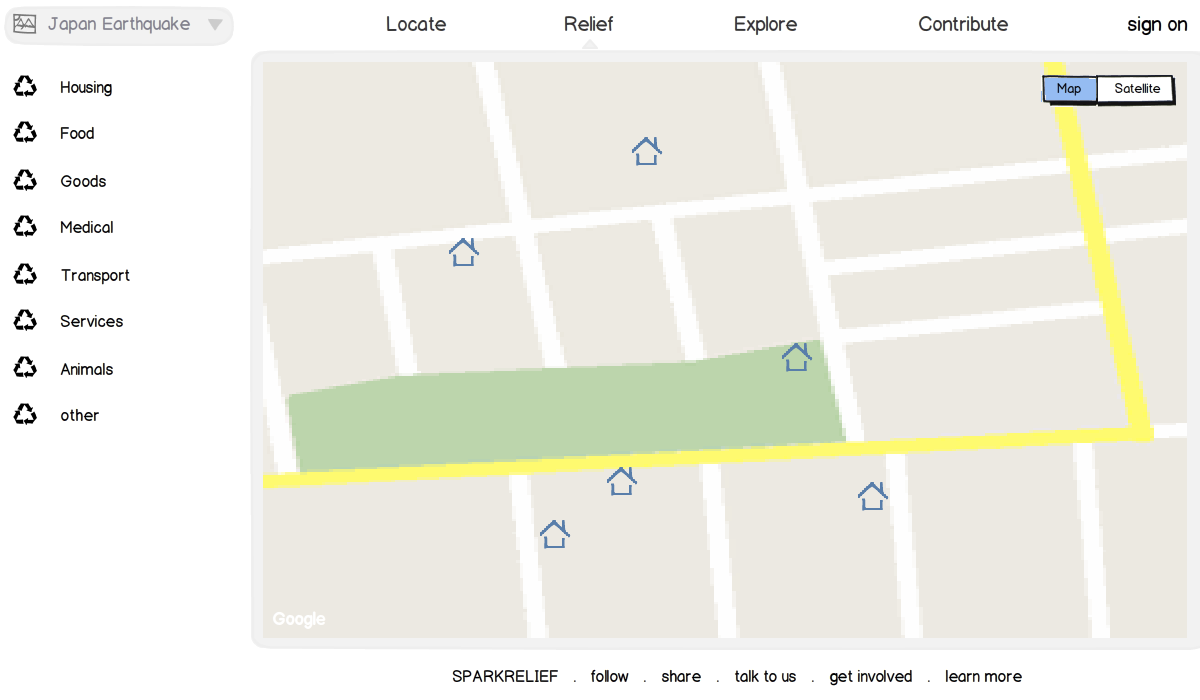 Japan Earthquake Locate Relief Explore Contribute sign on
Map Satellite
Housing
Food
Goods
Medical
Transport
Services
Animals
other
Google
SPARKRELIEF . follow . share . talk to us . get involved . learn more